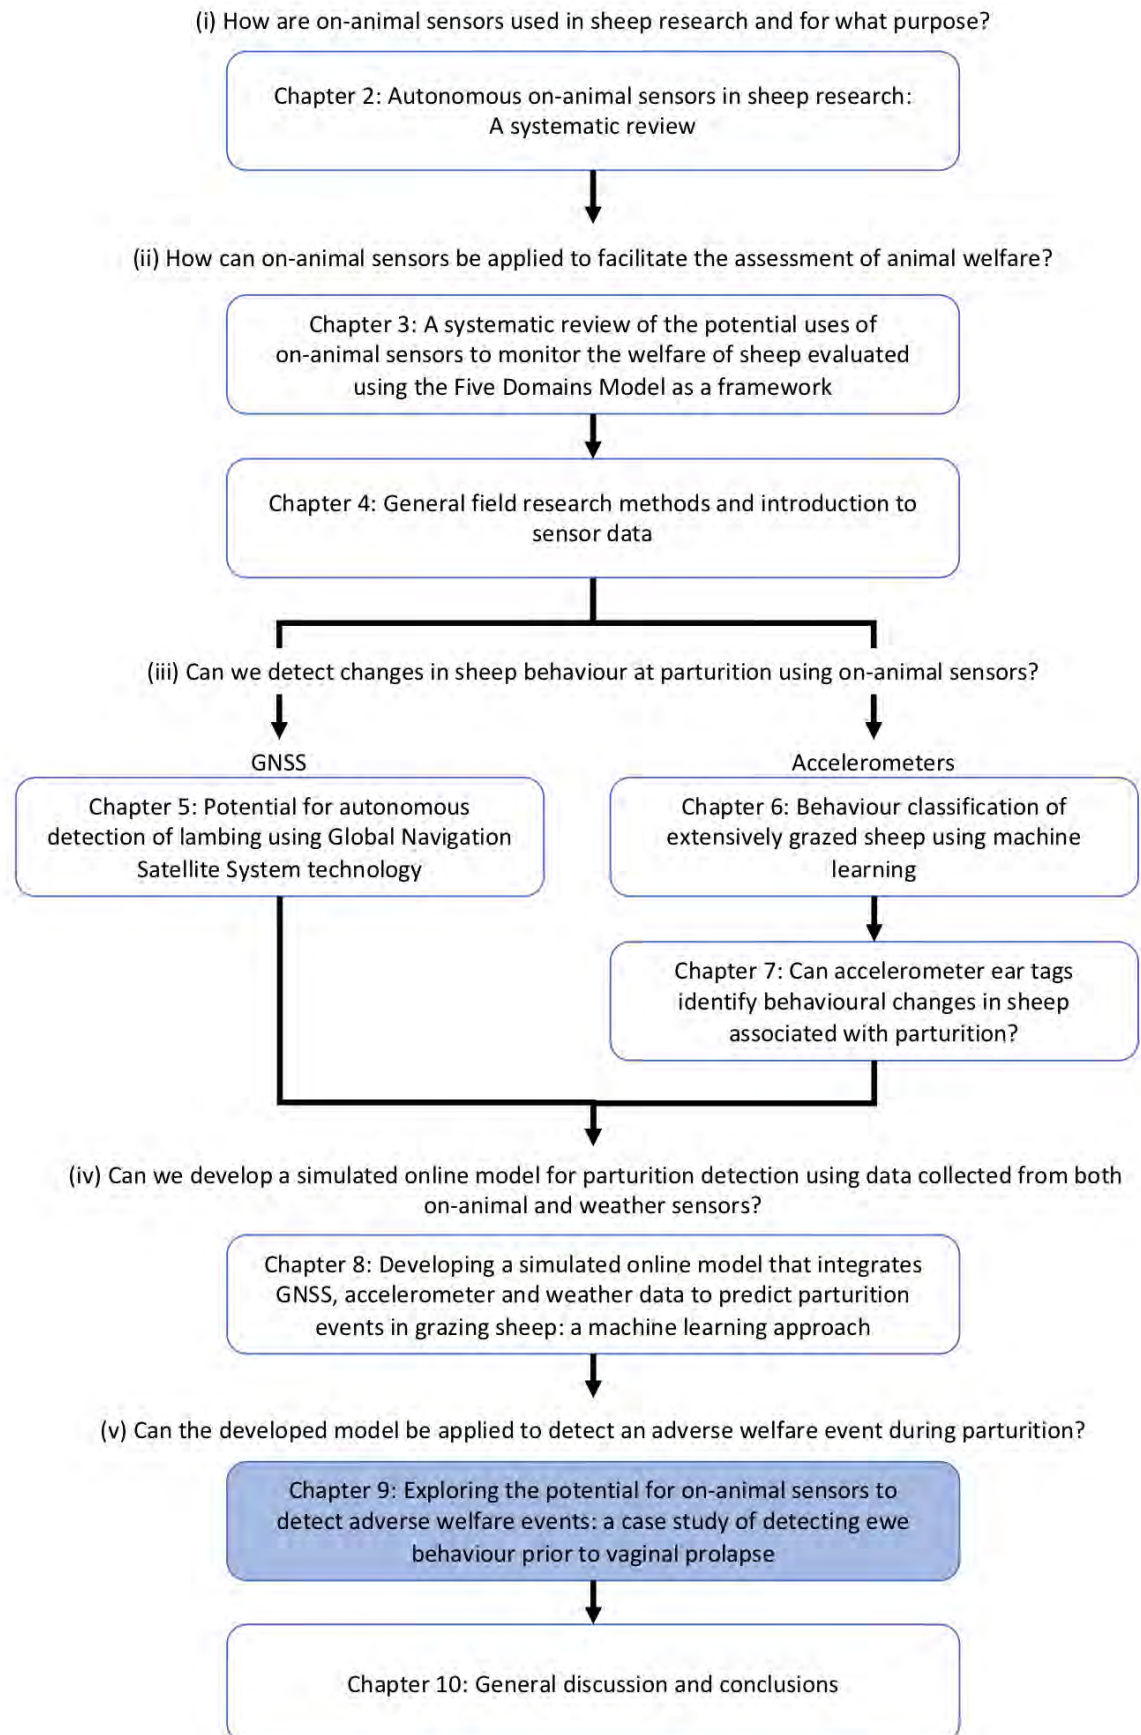 (i) How are on-animal sensors used in sheep research and for what purpose?
Chapter 2: Autonomous on-animal sensors in sheep research:
A systematic review
(ii) How can on-animal sensors be applied to facilitate the assessment of animal welfare?
Chapter 3: A systematic review of the potential uses of
on-animal sensors to monitor the welfare of sheep evaluated
using the Five Domains Model as a framework
Chapter 4: General field research methods and introduction to
sensor data
(iii) Can we detect changes in sheep behaviour at parturition using on-animal sensors?
GNSS
Chapter 5: Potential for autonomous
detection of lambing using Global Navigation
Satellite System technology
Accelerometers
Chapter 6: Behaviour classification of
extensively grazed sheep using machine
learning
Chapter 7: Can accelerometer ear tags
identify behavioural changes in sheep
associated with parturition?
(iv) Can we develop a simulated online model for parturition detection using data collected from both
on-animal and weather sensors?
Chapter 8: Developing a simulated online model that integrates
GNSS, accelerometer and weather data to predict parturition
events in grazing sheep: a machine learning approach
(v) Can the developed model be applied to detect an adverse welfare event during parturition?
Chapter 9: Exploring the potential for on-animal sensors to
detect adverse welfare events: a case study of detecting ewe
behaviour prior to vaginal prolapse
Chapter 10: General discussion and conclusions